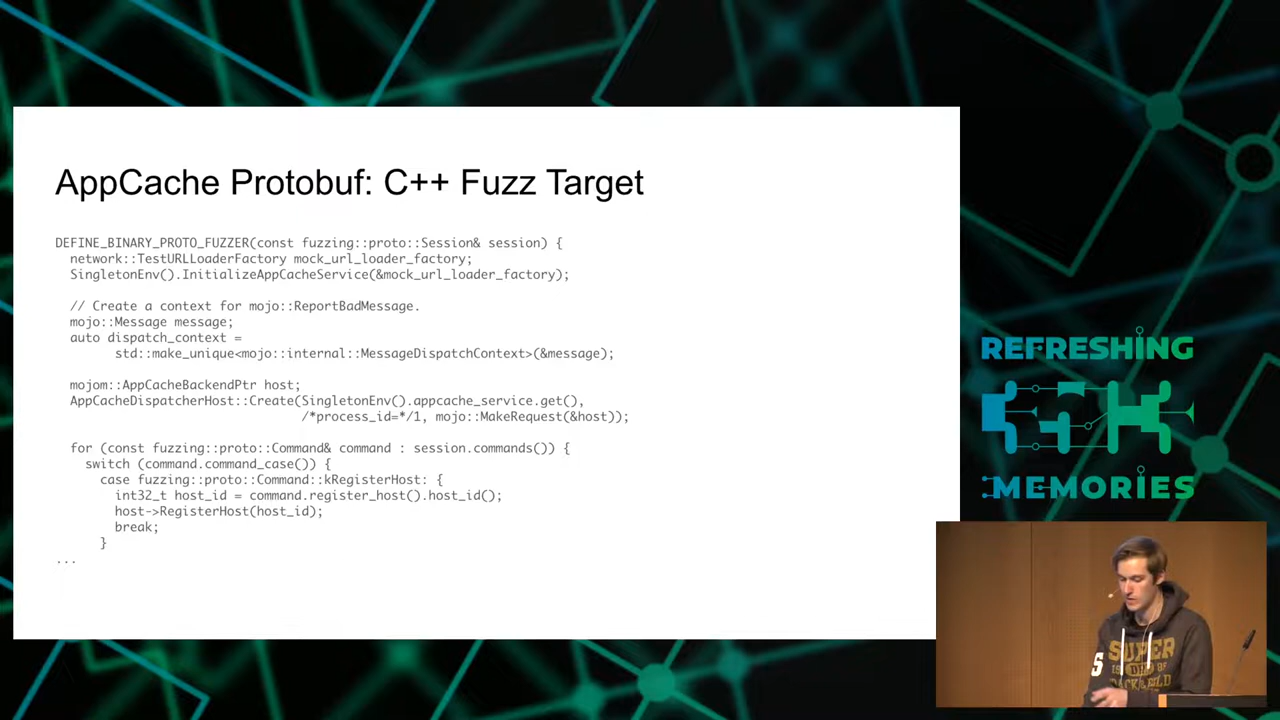 AppCache Protobuf: C++ Fuzz Target
DEFINE_BINARY_PROTO_FUZZER(const fuzzing::proto::Session& session) {
network::TestURLLoaderFactory mock_url_loader_factory;
SingletonEnv().InitializeAppCacheService(&mock_url_loader_factory);
// Create a context for mojo::ReportBadMessage.
mojo::Message message;
auto dispatch_context =
std::make_unique<mojo::internal::MessageDispatchContext>(&message);
mojom::AppCacheBackendPtr host;
AppCacheDispatcherHost::Create(SingletonEnv().appcache_service.get(),
/*process_id=*/1, mojo::MakeRequest(&host));
for (const fuzzing::proto::Command& command : session.commands()) {
switch (command.command_case()) {
case fuzzing::proto::Command::kRegisterHost: {
int32_t host_id = command.register_host().host_id();
host->RegisterHost(host_id);
break;
}
...
REFRESHING
MEMORIES
SUPER